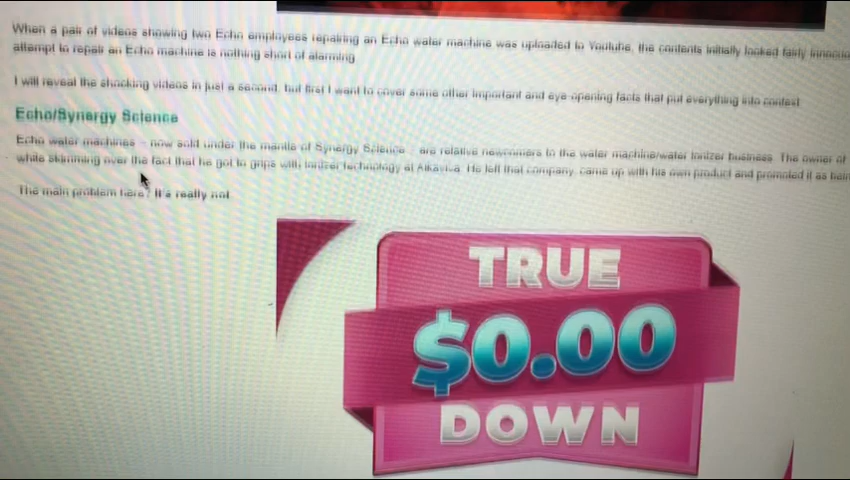 When a pair of videos showing two Echo employees repairing an Echo water machine was uploaded to Youtube, the contents initially looked fairly
attempt to repair an Echo machine is nothing short of alarming
I will reveal the shocking videos in just a second, but first I want to cover some other important and eye-opening facts that put everything into context
Echo/Synergy Science
Echo water machines – now sold under the mantle of Synergy Science – are relative newcomers to the water machine/water ionizer business. The owner of
while skimming over the fact that he got to grips with ionizer technology at Alkaviva. He left that company, came up with his own product and promoted it as
The main problem here? It's really not
TRUE
$0.00
DOWN